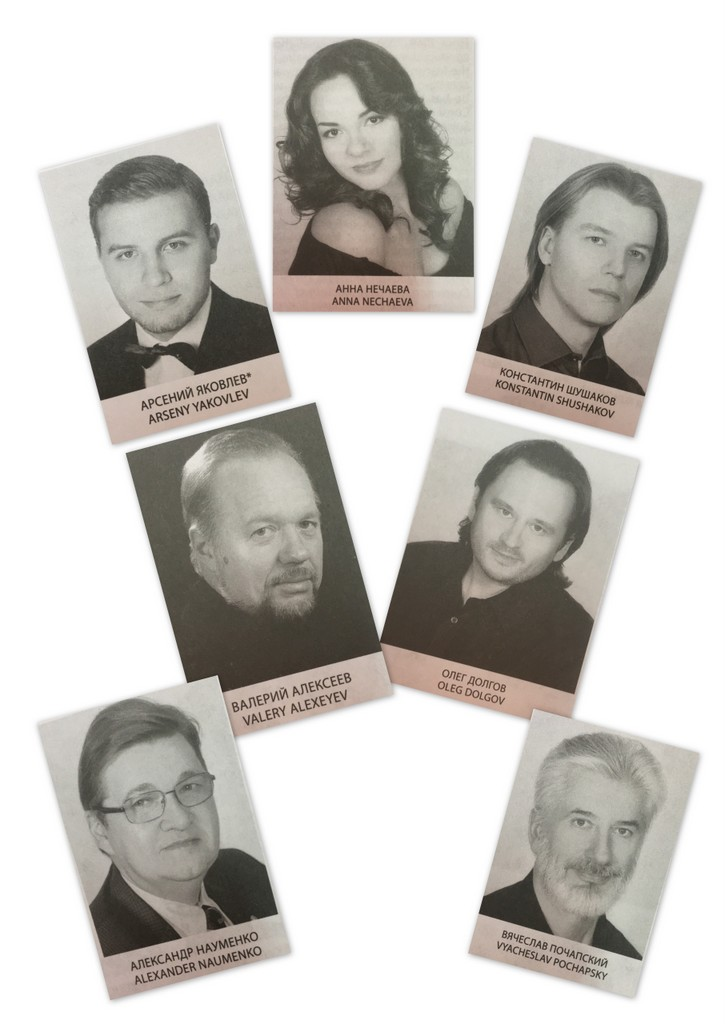 АННА НЕЧАЕВА
ANNA NECHAEVA
АРСЕНИЙ ЯКОВЛЕВ*
ARSENY YAKOVLEV
КОНСТАНТИН ШУШАКОВ
KONSTANTIN SHUSHAKOV
ВАЛЕРИЙ АЛЕКСЕЕВ
VALERY ALEXEYEV
ОЛЕГ ДОЛГОВ
OLEG DOLGOV
АЛЕКСАНДР НАУМЕНКО
ALEXANDER NAUMENKO
ВЯЧЕСЛАВ ПОЧАПСКИЙ
VYACHESLAV POCHAPSKY